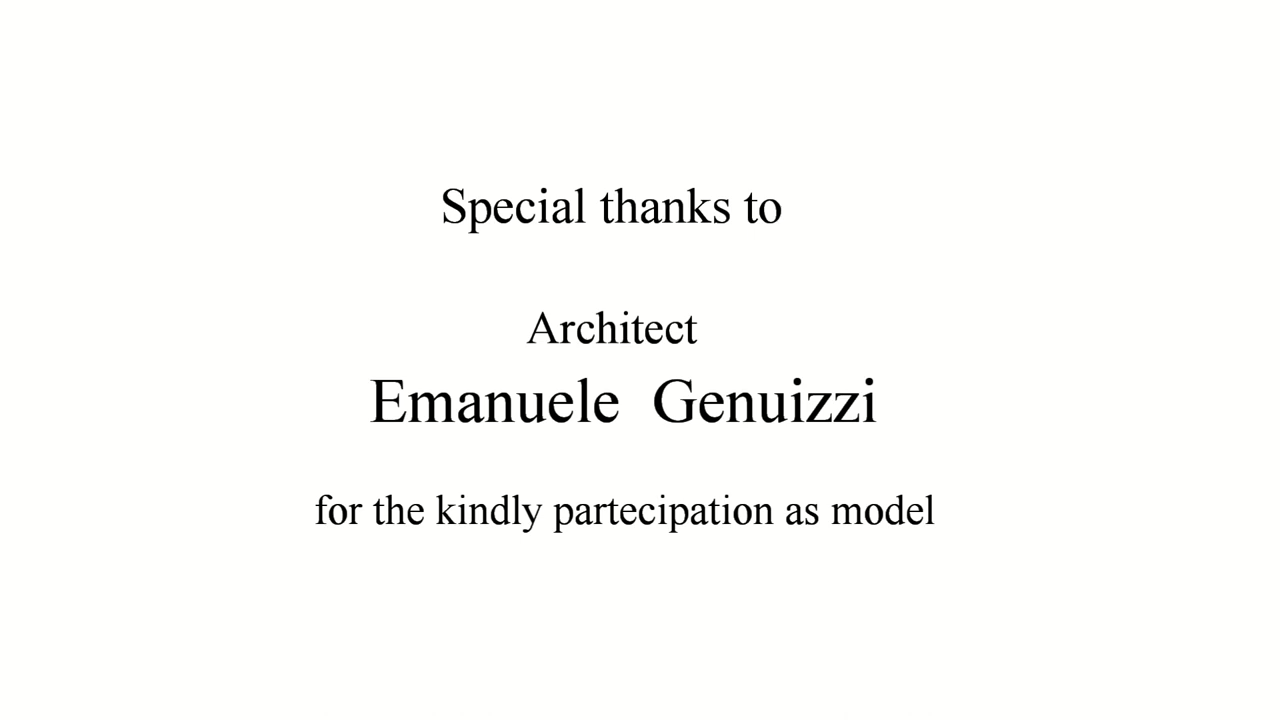 Special thanks to
Architect
Emanuele Genuizzi
for the kindly partecipation as model